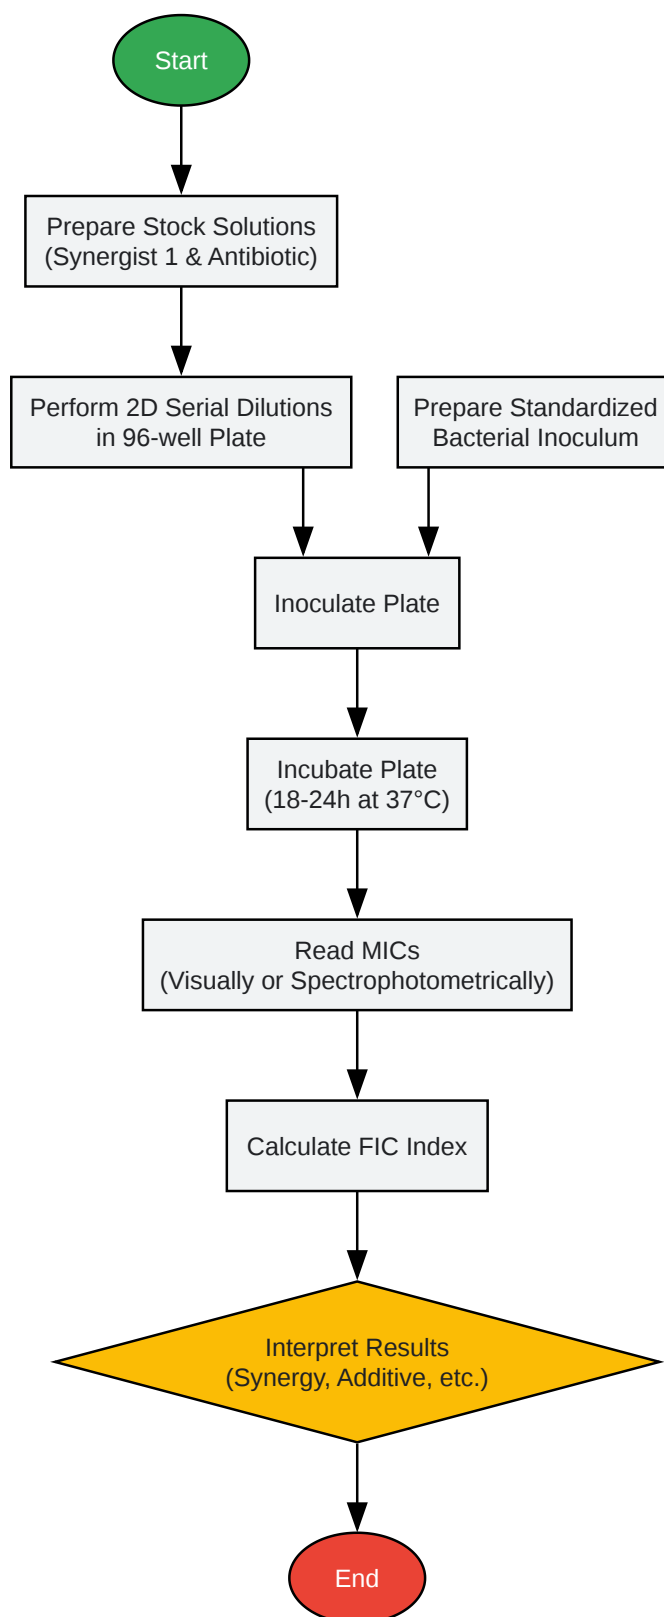 Start
Prepare Stock Solutions
(Synergist 1 & Antibiotic)
Perform 2D Serial Dilutions
in 96-well Plate
Prepare Standardized
Bacterial Inoculum
Inoculate Plate
Incubate Plate
(18-24h at 37°C)
Read MICs
(Visually or Spectrophotometrically)
Calculate FIC Index
Interpret Results
(Synergy, Additive, etc.)
End